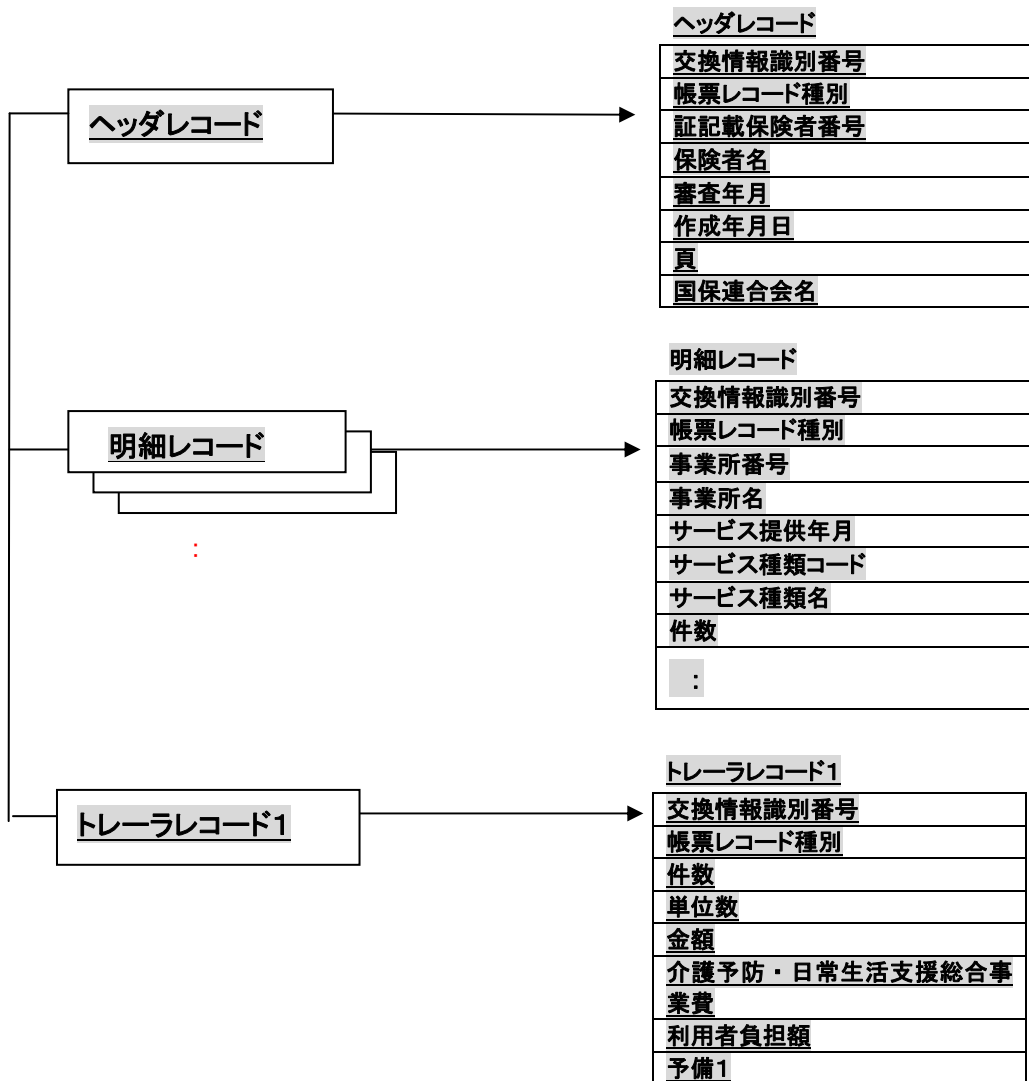 ヘッダレコード
ヘッダレコード
交換情報識別番号
帳票レコード種別
証記載保険者番号
保険者名
審査年月
作成年月日
頁
国保連合会名
明細レコード
:
明細レコード
交換情報識別番号
帳票レコード種別
事業所番号
事業所名
サービス提供年月
サービス種類コード
サービス種類名
件数
:
トレーラレコード1
トレーラレコード1
交換情報識別番号
帳票レコード種別
件数
単位数
金額
介護予防・日常生活支援総合事
業費
利用者負担額
予備1